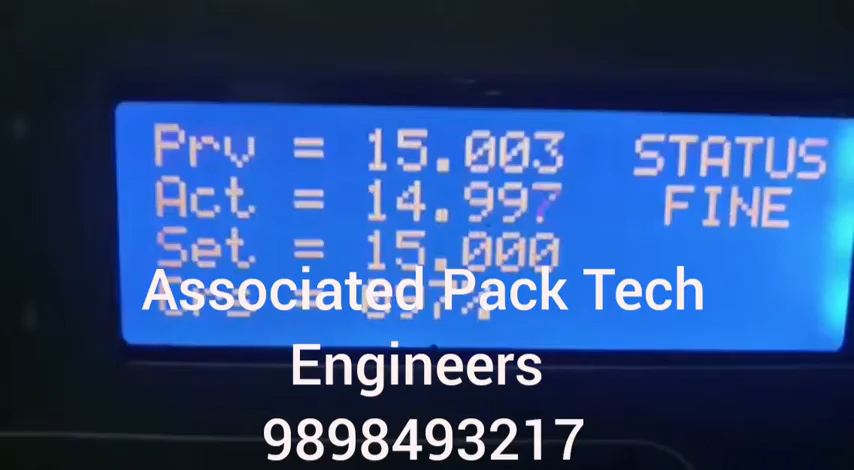 Prv = 15.003 STATUS
Act = 14.997 FINE
Set = 15.000
Associated Pack Tech
Engineers
9898493217